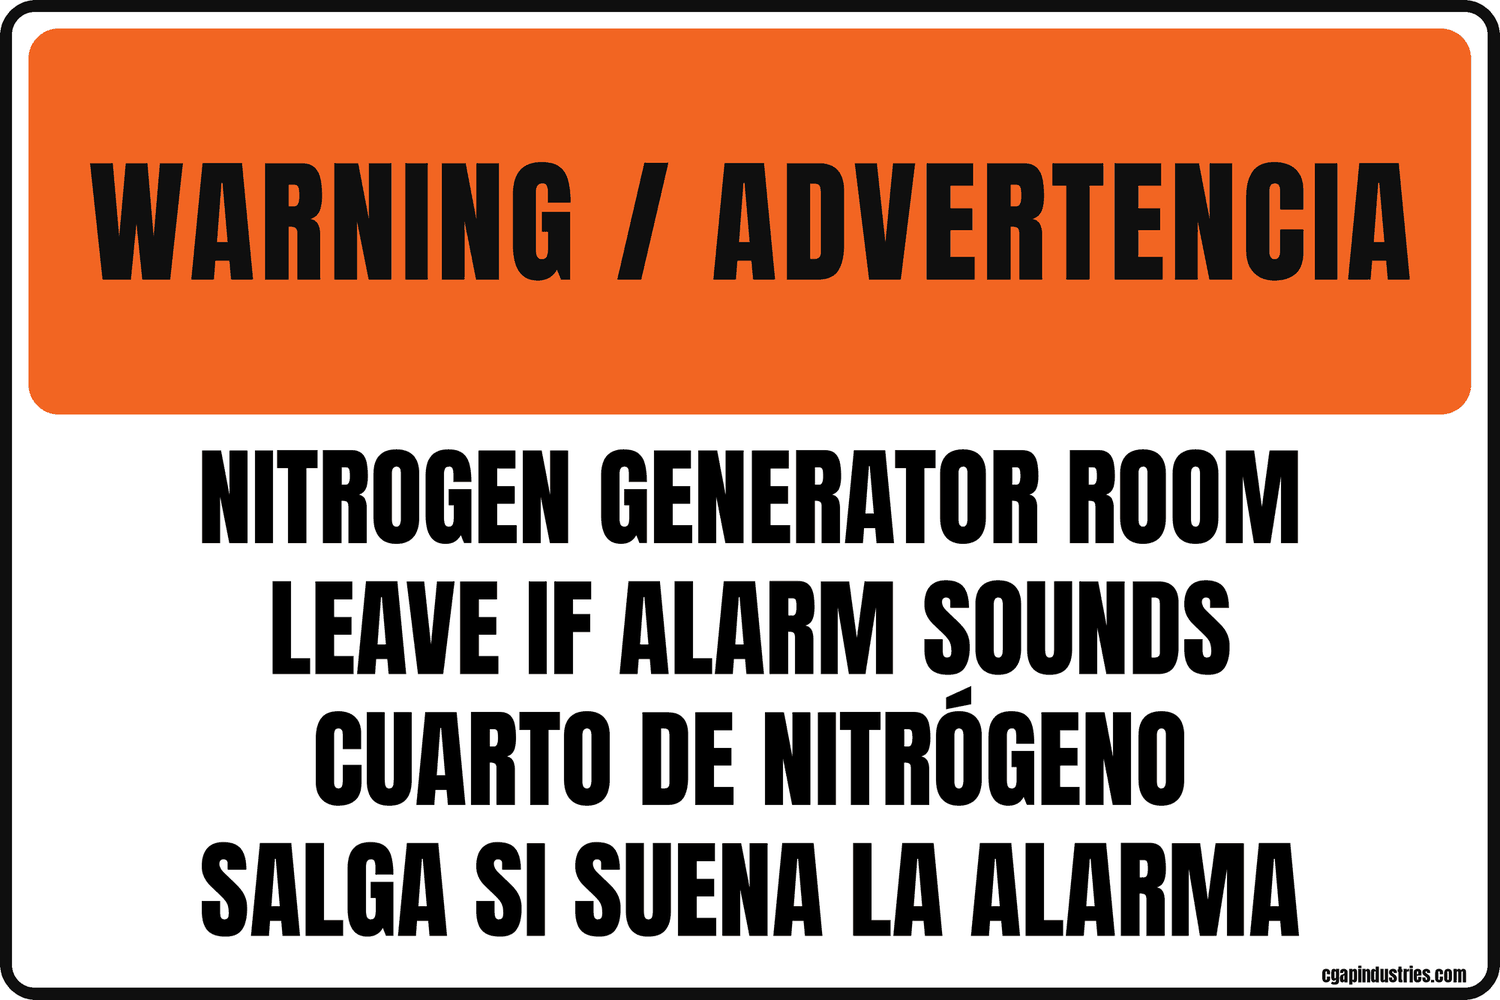 WARNING / ADVERTENCIA
NITROGEN GENERATOR ROOM
LEAVE IF ALARM SOUNDS
CUARTO DE NITRÓGENO
SALGA SI SUENA LA ALARMA
cgapindustries.com